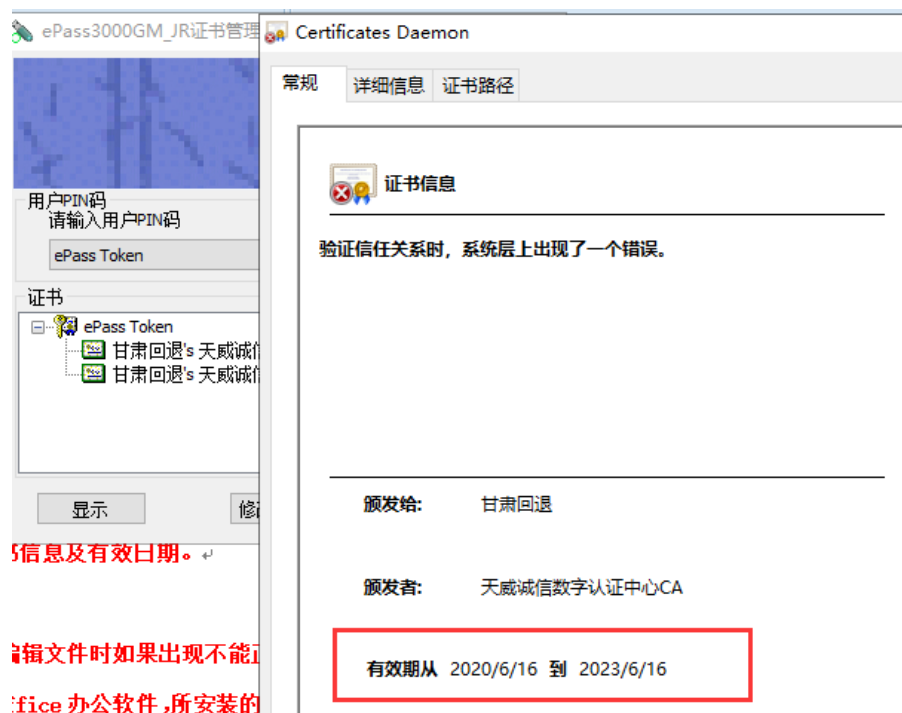 ePass3000GM_JR证书管理
Certificates Daemon
常规 详细信息 证书路径
证书信息
用户PIN码
请输入用户PIN码
验证信任关系时，系统层上出现了一个错误。
ePass Token
证书
ePass Token
甘肃回退's 天威诚
甘肃回退's 天威诚
显示
修
颁发给: 甘肃回退
信息及有效日期。
颁发者: 天威诚信数字认证中心CA
辑文件时如果出现不能
有效期从 2020/6/16 到 2023/6/16
fice 办公软件,所安装的